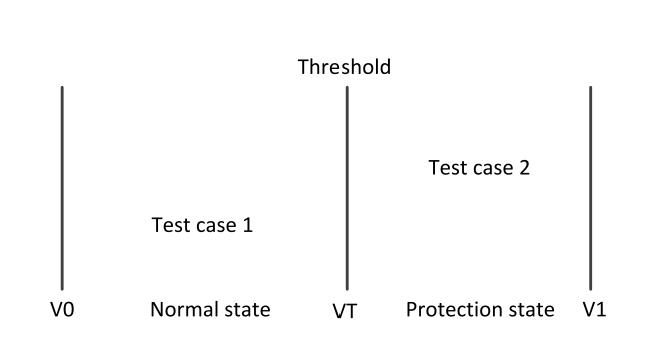 Threshold
Test case 2
Test case 1
V0 Normal state VT Protection state V1